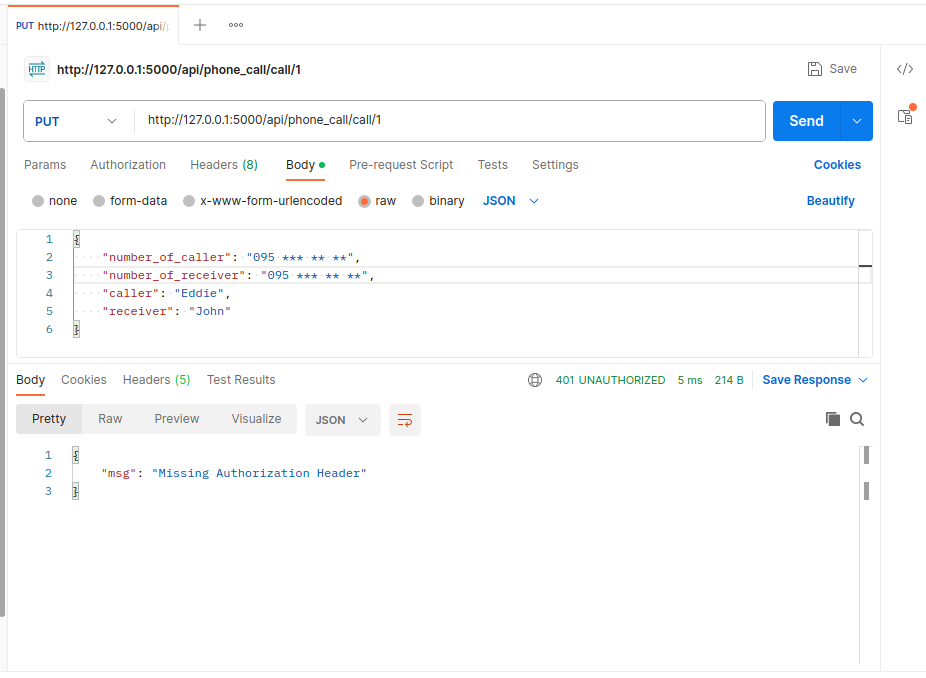 PUT http://127.0.0.1:5000/api/
HTTP http://127.0.0.1:5000/api/phone_call/call/1 Save
PUT http://127.0.0.1:5000/api/phone_call/call/1 Send
Params Authorization Headers (8) Body Pre-request Script Tests Settings Cookies
none form-data x-www-form-urlencoded raw binary JSON Beautify
1 {
2 "number_of_caller": "095 *** ** **",
3 "number_of_receiver": "095 *** ** **",
4 "caller": "Eddie",
5 "receiver": "John"
6 }
Body Cookies Headers (5) Test Results 401 UNAUTHORIZED 5 ms 214 B Save Response
Pretty Raw Preview Visualize JSON
1 {
2 "msg": "Missing Authorization Header"
3 }